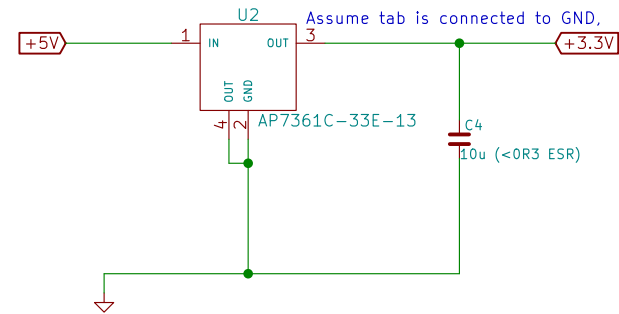 U2
Assume tab is connected to GND,
+5V
1
IN
OUT
3
+3.3V
OUT
GND
4
2
AP7361C-33E-13
C4
10u (<0R3 ESR)